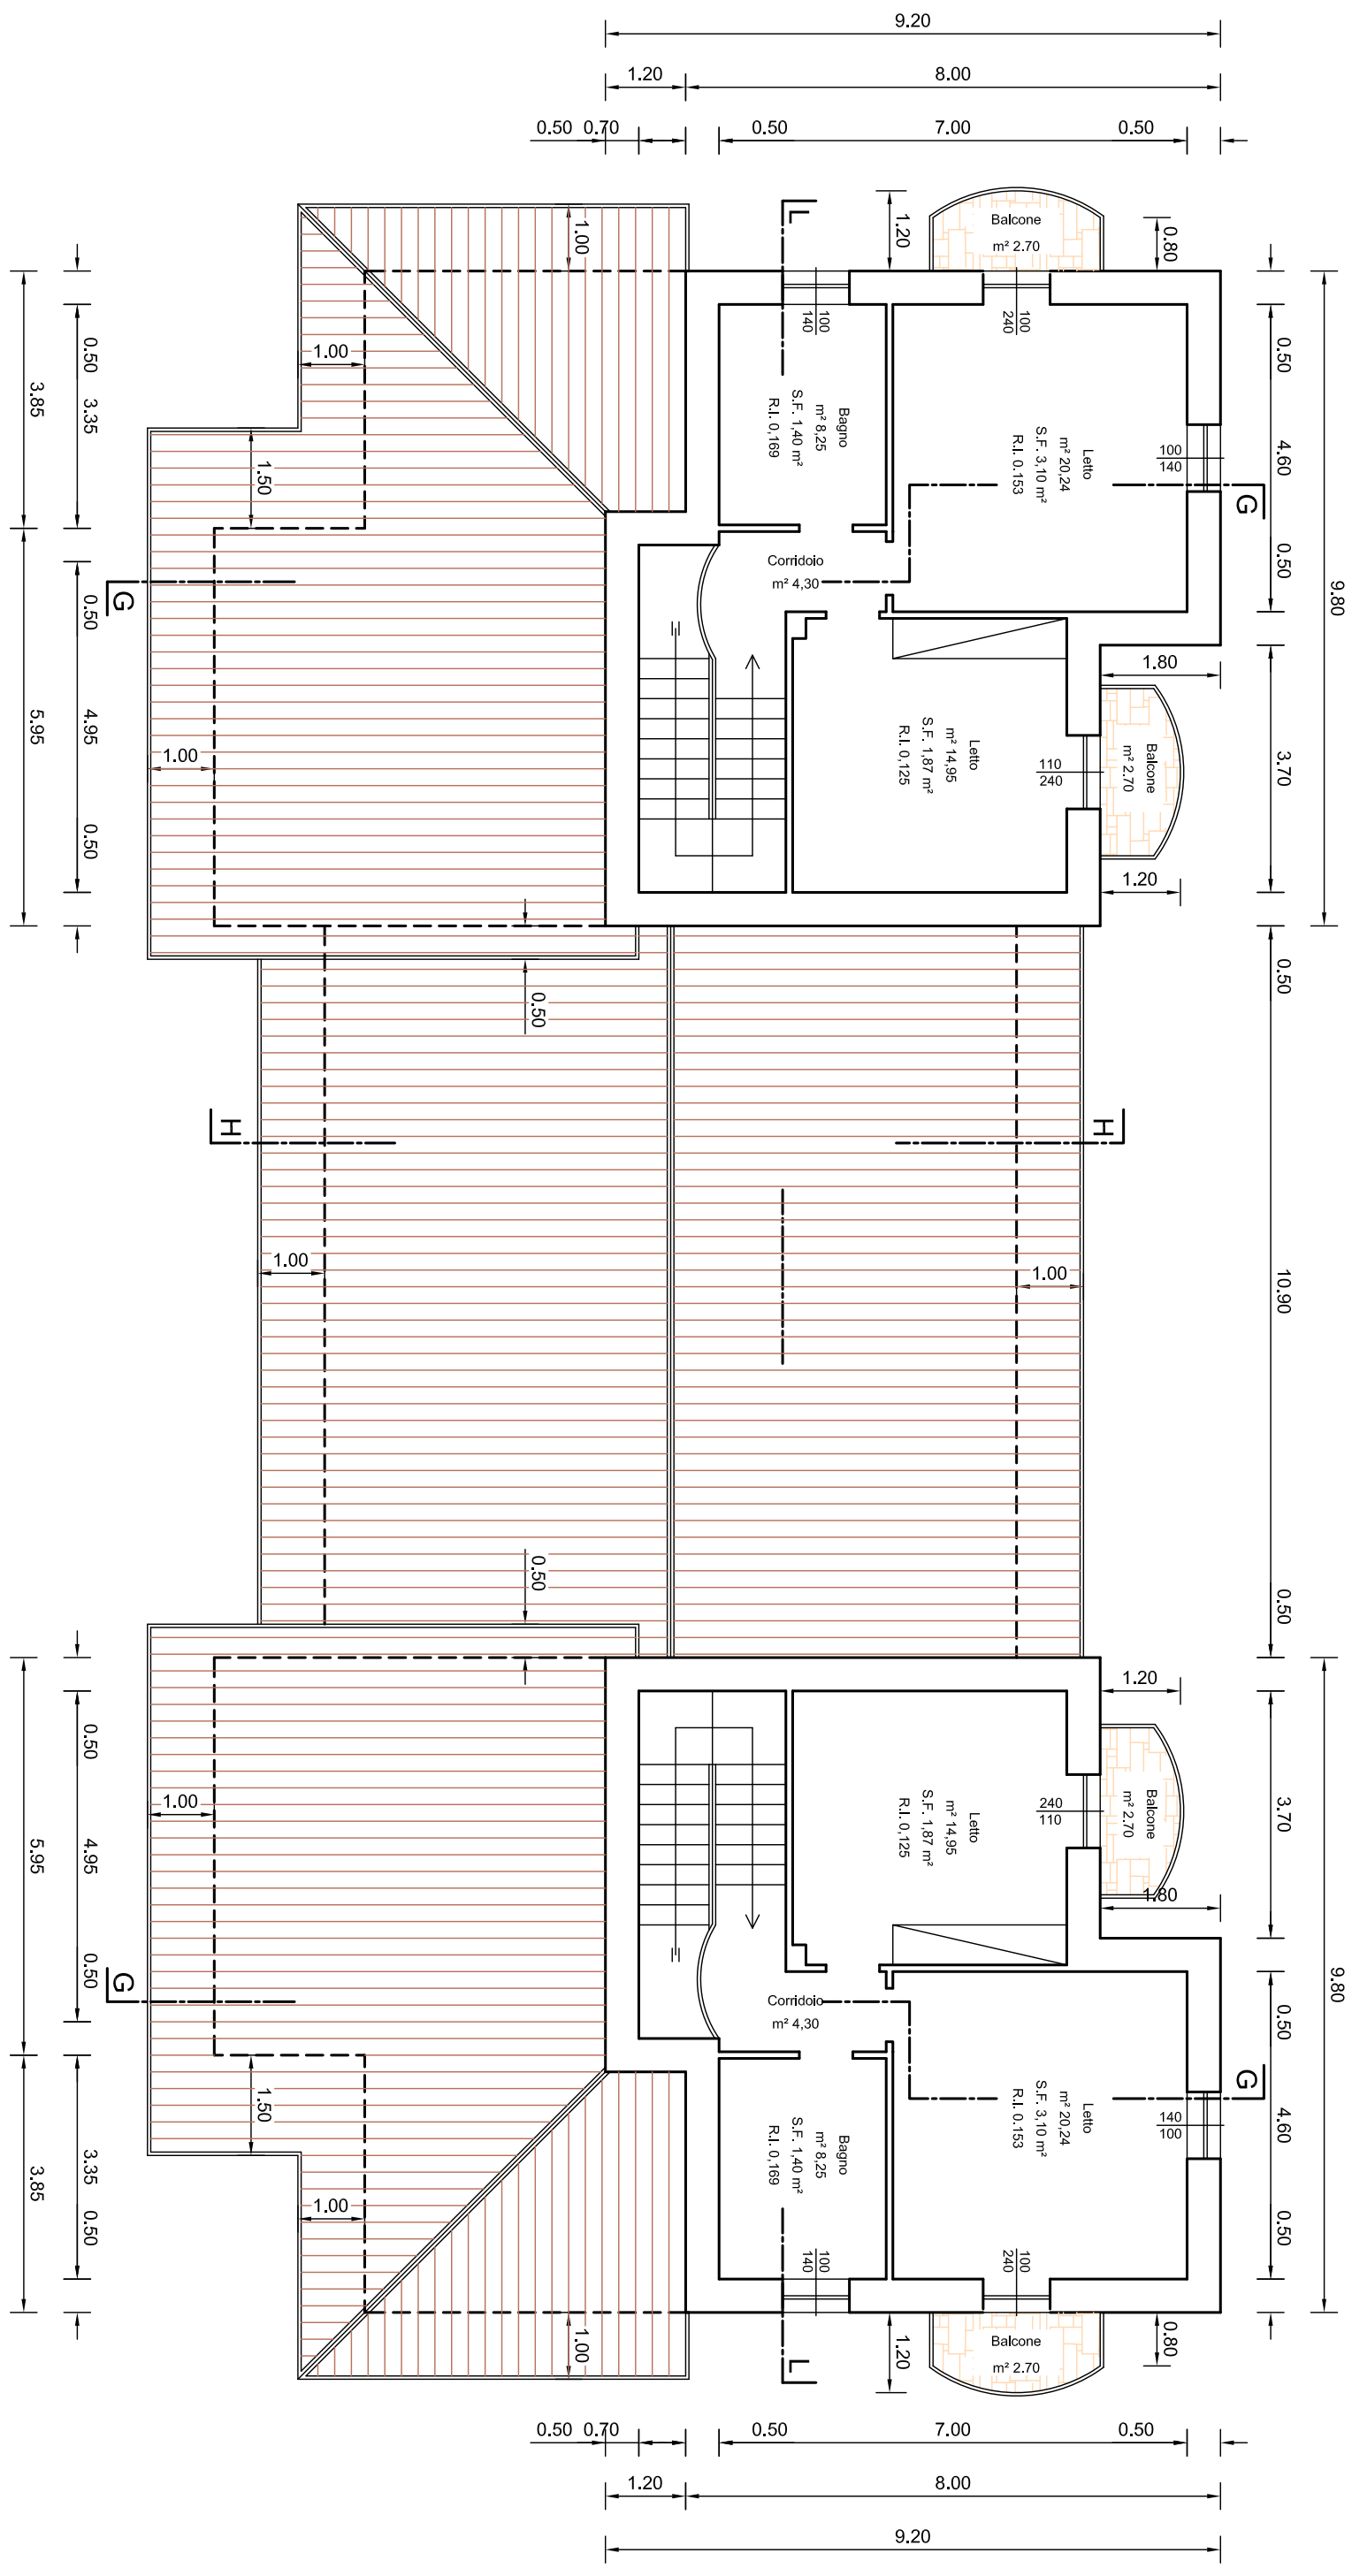 9.20
1.20
8.00
0.50
0.70
0.50
7.00
0.50
1.00
L
1.20
Balcone
m² 2.70
0.80
3.85
0.50
3.35
1.00
1.50
100
140
100
240
Bagno
m² 8,25
S.F. 1,40 m²
R.I. 0,169
Letto
m² 20,24
S.F. 3,10 m²
R.I. 0.153
100
140
G
0.50
4.60
0.50
9.80
Corridoio
m² 4,30
G
5.95
0.50
4.95
0.50
1.00
Letto
m² 14,95
S.F. 1,87 m²
R.I. 0,125
110
240
1.80
Balcone
m² 2.70
1.20
3.70
0.50
0.50
H
H
1.00
1.00
10.90
0.50
0.50
5.95
0.50
4.95
0.50
1.00
Letto
m² 14,95
S.F. 1,87 m²
R.I. 0,125
240
110
1.20
Balcone
m² 2.70
1.80
3.70
9.80
G
Corridoio
m² 4,30
G
0.50
4.60
0.50
1.50
3.85
3.35
0.50
1.00
Bagno
m² 8,25
S.F. 1,40 m²
R.I. 0,169
Letto
m² 20,24
S.F. 3,10 m²
R.I. 0.153
140
100
100
140
100
240
1.00
L
1.20
Balcone
m² 2.70
0.80
0.50
0.70
0.50
7.00
0.50
1.20
8.00
9.20